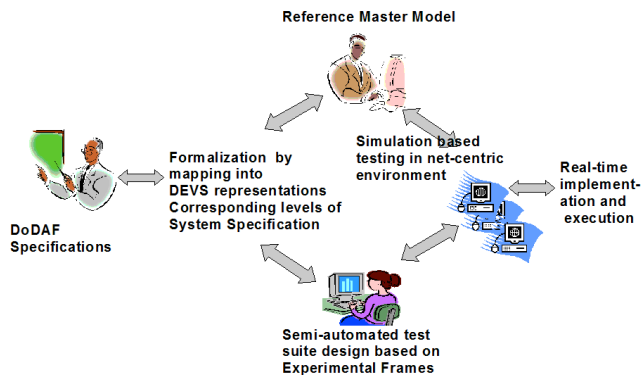 Reference Master Model
Simulation based
testing in net-centric
environment
Formalization by
mapping into
DEVS representations
Corresponding levels of
System Specification
Real-time
implement-
ation and
execution
DoDAF
Specifications
Semi-automated test
suite design based on
Experimental Frames